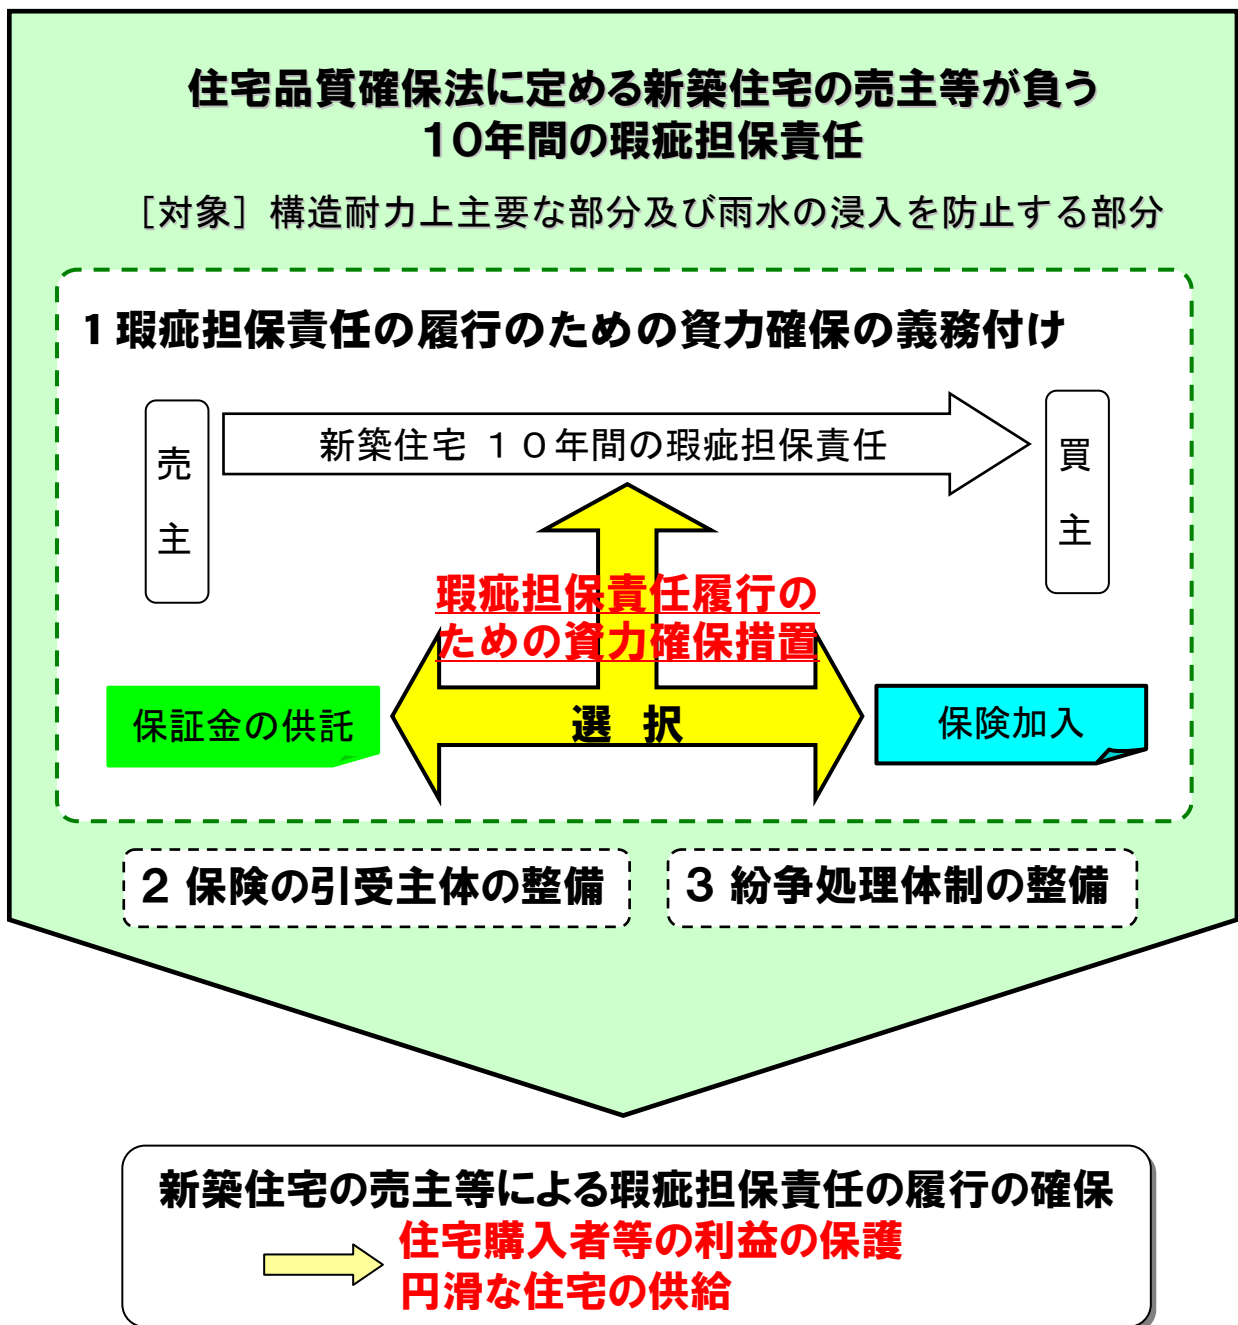 住宅品質確保法に定める新築住宅の売主等が負う
10年間の瑕疵担保責任
［対象］構造耐力上主要な部分及び雨水の浸入を防止する部分
1 瑕疵担保責任の履行のための資力確保の義務付け
売主
新築住宅 １０年間の瑕疵担保責任
買主
瑕疵担保責任履行の
ための資力確保措置
保証金の供託
選 択
保険加入
2 保険の引受主体の整備
3 紛争処理体制の整備
新築住宅の売主等による瑕疵担保責任の履行の確保
住宅購入者等の利益の保護
円滑な住宅の供給